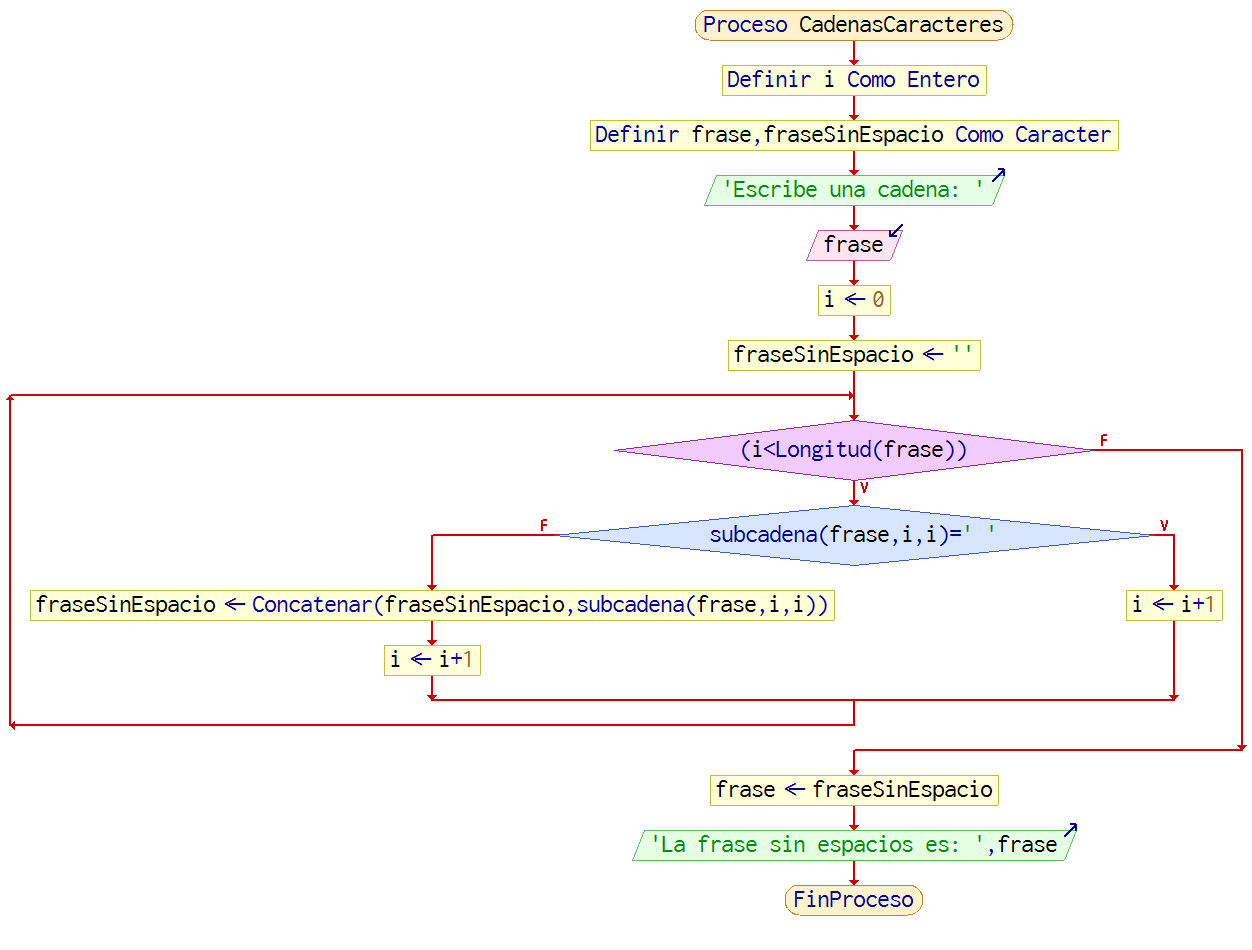 Proceso CadenasCaracteres
Definir i Como Entero
Definir frase,fraseSinEspacio Como Caracter
'Escribe una cadena: '
frase
i ← 0
fraseSinEspacio ← ''
(i<Longitud(frase))
F
V
subcadena(frase,i,i)=' '
F
V
fraseSinEspacio ← Concatenar(fraseSinEspacio,subcadena(frase,i,i))
i ← i+1
i ← i+1
frase ← fraseSinEspacio
'La frase sin espacios es: ',frase
FinProceso